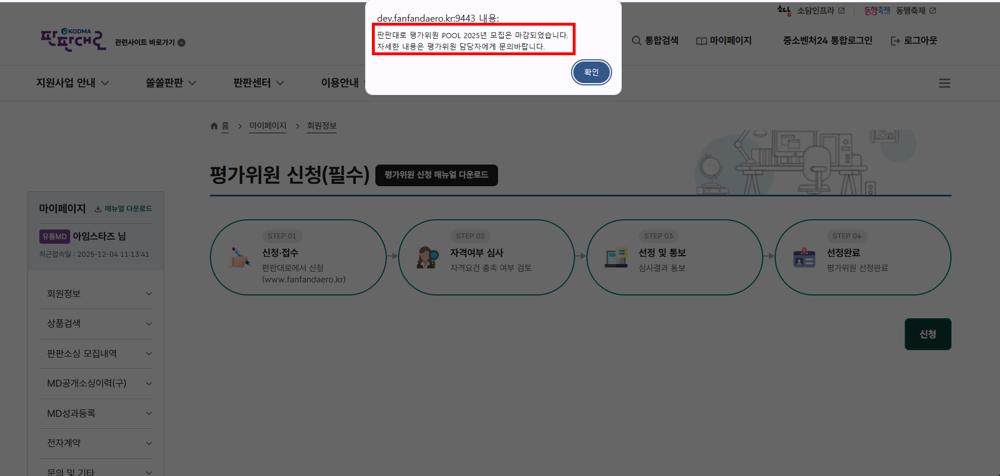 dev.fanfandaero.kr:9443 내용:
판판대로 평가위원 POOL 2025년 모집은 마감되었습니다.
자세한 내용은 평가위원 담당자에게 문의바랍니다.
확인
소담
소담인프라
동행축제
동행축제
KODMA
판판대로
관련사이트 바로가기
통합검색
마이페이지
중소벤처24 통합로그인
로그아웃
지원사업 안내
쏠쏠판판
판판센터
이용안내
홈
마이페이지
회원정보
평가위원 신청(필수)
평가위원 신청 매뉴얼 다운로드
마이페이지
매뉴얼 다운로드
유통MD 아임스타즈 님
최근접속일 : 2025-12-04 11:13:41
회원정보
상품검색
판판소싱 모집내역
MD공개소싱이력(구)
MD성과등록
전자계약
문의 및 기타
STEP 01
신청·접수
판판대로에서 신청
(www.fanfandaero.kr)
STEP 02
자격여부 심사
자격요건 충족 여부 검토
STEP 03
선정 및 통보
심사결과 통보
STEP 04
선정완료
평가위원 선정완료
신청